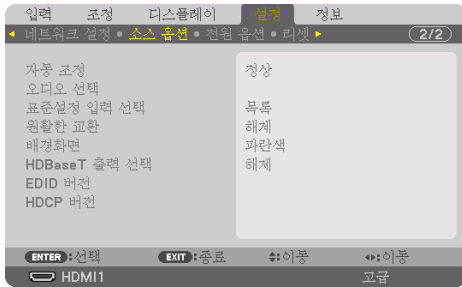 입력 조정 디스플레이 설정 정보
네트워크 설정 • 소스 옵션 • 전원 옵션 • 리셋 (2/2)
자동 조정 정상
오디오 선택
표준설정 입력 선택 목록
원활한 교환 해제
배경화면 파란색
HDBaseT 출력 선택 해제
EDID 버전
HDCP 버전
ENTER :선택 EXIT :종료 :이동 :이동
HDMI1 고급